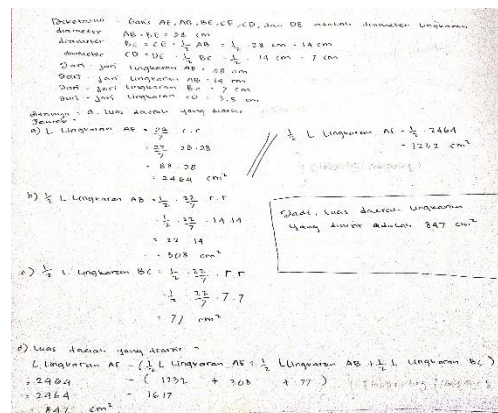 Diketahui : Garis AE, AB, BE, CE, CD, dan DE adalah diameter lingkaran
diameter AB = BE = 28 cm
diameter BC = CE = 1/2 AB = 1/2 . 28 cm = 14 cm
diameter CD = DE = 1/2 BC = 1/2 . 14 cm = 7 cm
Jari - jari lingkaran AE = 28 cm
Jari - jari lingkaran AB = 14 cm
Jari - jari lingkaran BC = 7 cm
Jari - jari lingkaran CD = 3,5 cm
Ditanya : a. Luas daerah yang diarsir
Jawab :
a) L Lingkaran AE = 22/7 r.r
= 22/7 . 28.28
= 88 . 28
= 2464 cm²
1/2 L Lingkaran AE = 1/2 . 2464
= 1232 cm²
b) 1/2 L Lingkaran AB = 1/2 . 22/7 r.r
= 1/2 . 22/7 . 14.14
= 22 . 14
= 308 cm²
Jadi, luas daerah lingkaran
yang diarsir adalah 847 cm²
c) 1/2 L. Lingkaran BC = 1/2 . 22/7 . r.r
= 1/2 . 22/7 . 7.7
= 77 cm²
d). Luas daerah yang diarsir =
L. Lingkaran AE - (1/2 L Lingkaran AE + 1/2 L Lingkaran AB + 1/2 L Lingkaran BC)
= 2464 - (1232 + 308 + 77)
= 2464 - 1617
= 847 cm²